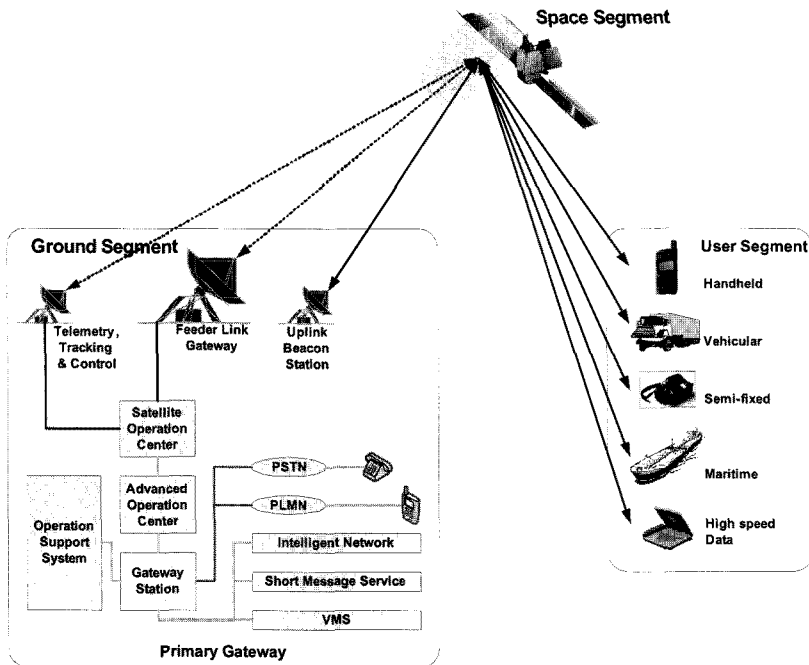 Space Segment
Ground Segment
Telemetry,
Tracking
& Control
Feeder Link
Gateway
Uplink
Beacon
Station
User Segment
Handheld
Vehicular
Semi-fixed
Maritime
High speed
Data
Satellite
Operation
Center
Advanced
Operation
Center
Gateway
Station
Operation
Support
System
PSTN
PLMN
Intelligent Network
Short Message Service
VMS
Primary Gateway